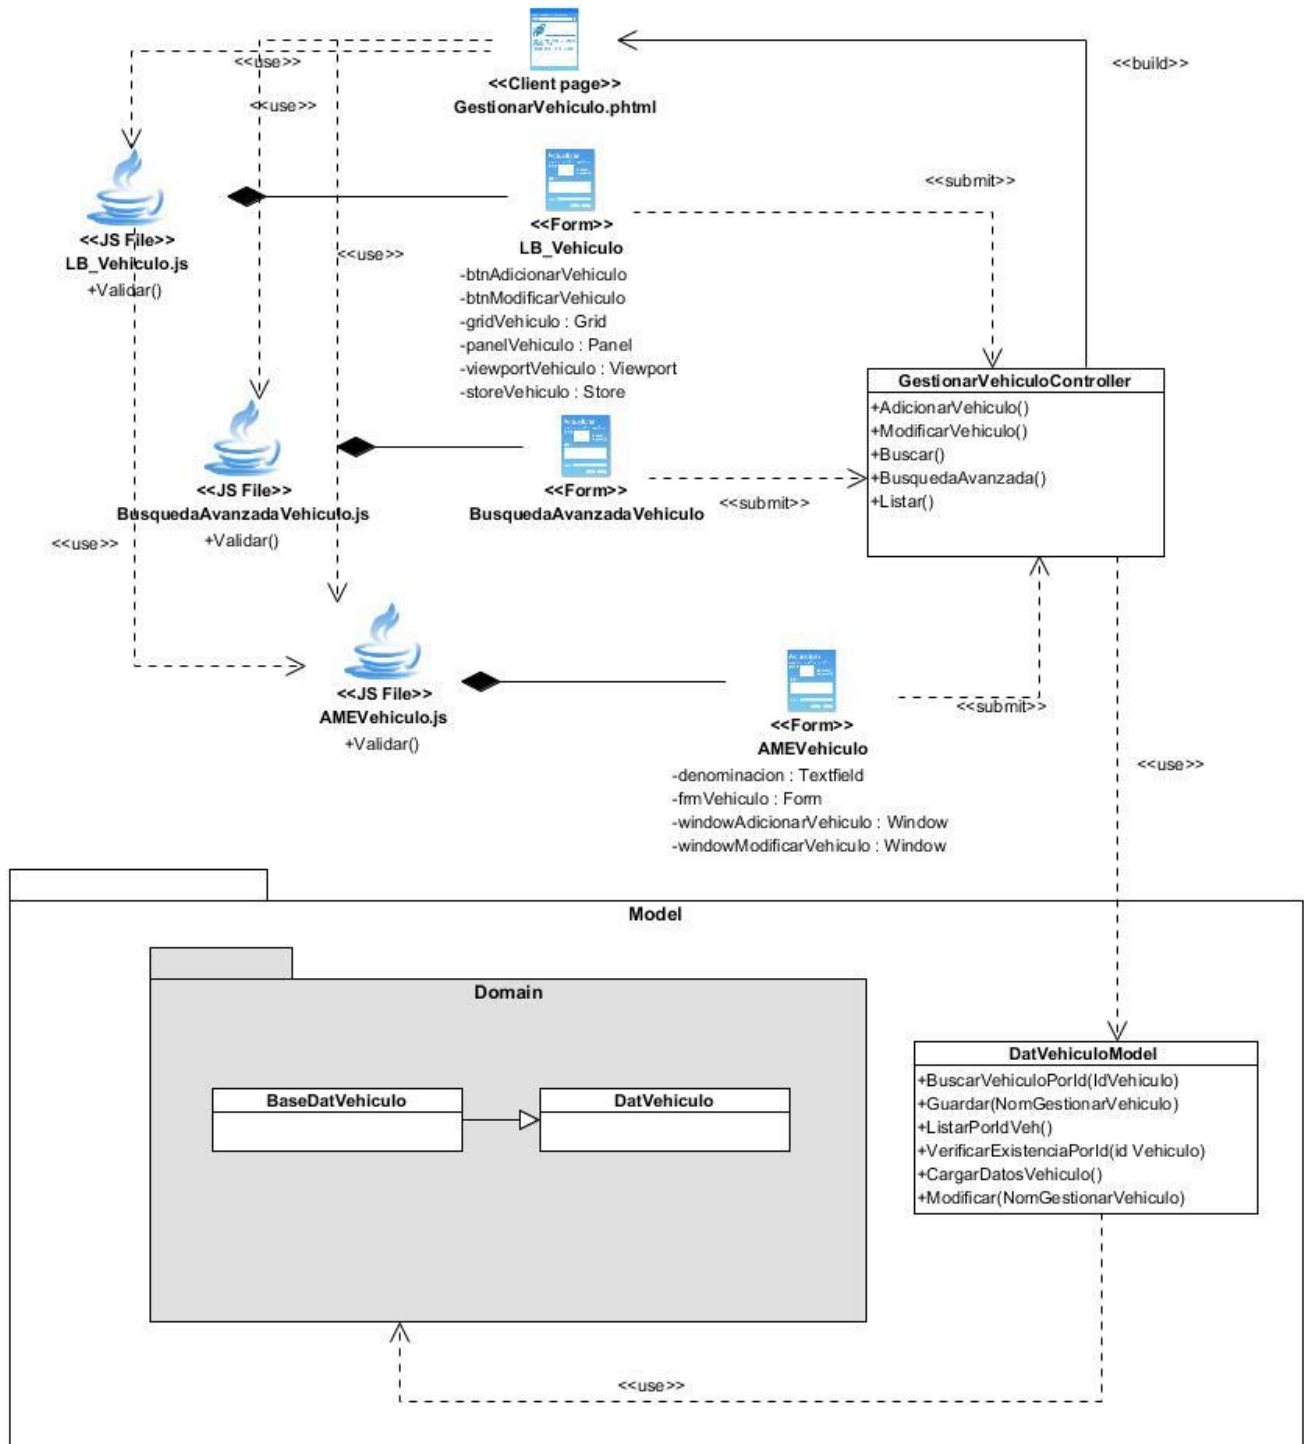 <<use>>
<<build>>
<<Client page>>
GestionarVehiculo.phtml
<<use>>
<<submit>>
<<JS File>>
LB_Vehiculo.js
+Validar()
<<Form>>
LB_Vehiculo
-btnAdicionarVehiculo
-btnModificarVehiculo
-gridVehiculo : Grid
-panelVehiculo : Panel
-viewportVehiculo : Viewport
-storeVehiculo : Store
<<use>>
GestionarVehiculoController
+AdicionarVehiculo()
+ModificarVehiculo()
+Buscar()
+BusquedaAvanzada()
+Listar()
<<JS File>>
BusquedaAvanzadaVehiculo.js
+Validar()
<<Form>>
BusquedaAvanzadaVehiculo
<<submit>>
<<use>>
<<JS File>>
AMEVehiculo.js
+Validar()
<<Form>>
AMEVehiculo
-denominacion : Textfield
-frmVehiculo : Form
-windowAdicionarVehiculo : Window
-windowModificarVehiculo : Window
<<submit>>
<<use>>
Model
Domain
BaseDatVehiculo
DatVehiculo
DatVehiculoModel
+BuscarVehiculoPorId(IdVehiculo)
+Guardar(NomGestionarVehiculo)
+ListarPorIdVeh()
+VerificarExistenciaPorId(id Vehiculo)
+CargarDatosVehiculo()
+Modificar(NomGestionarVehiculo)
<<use>>